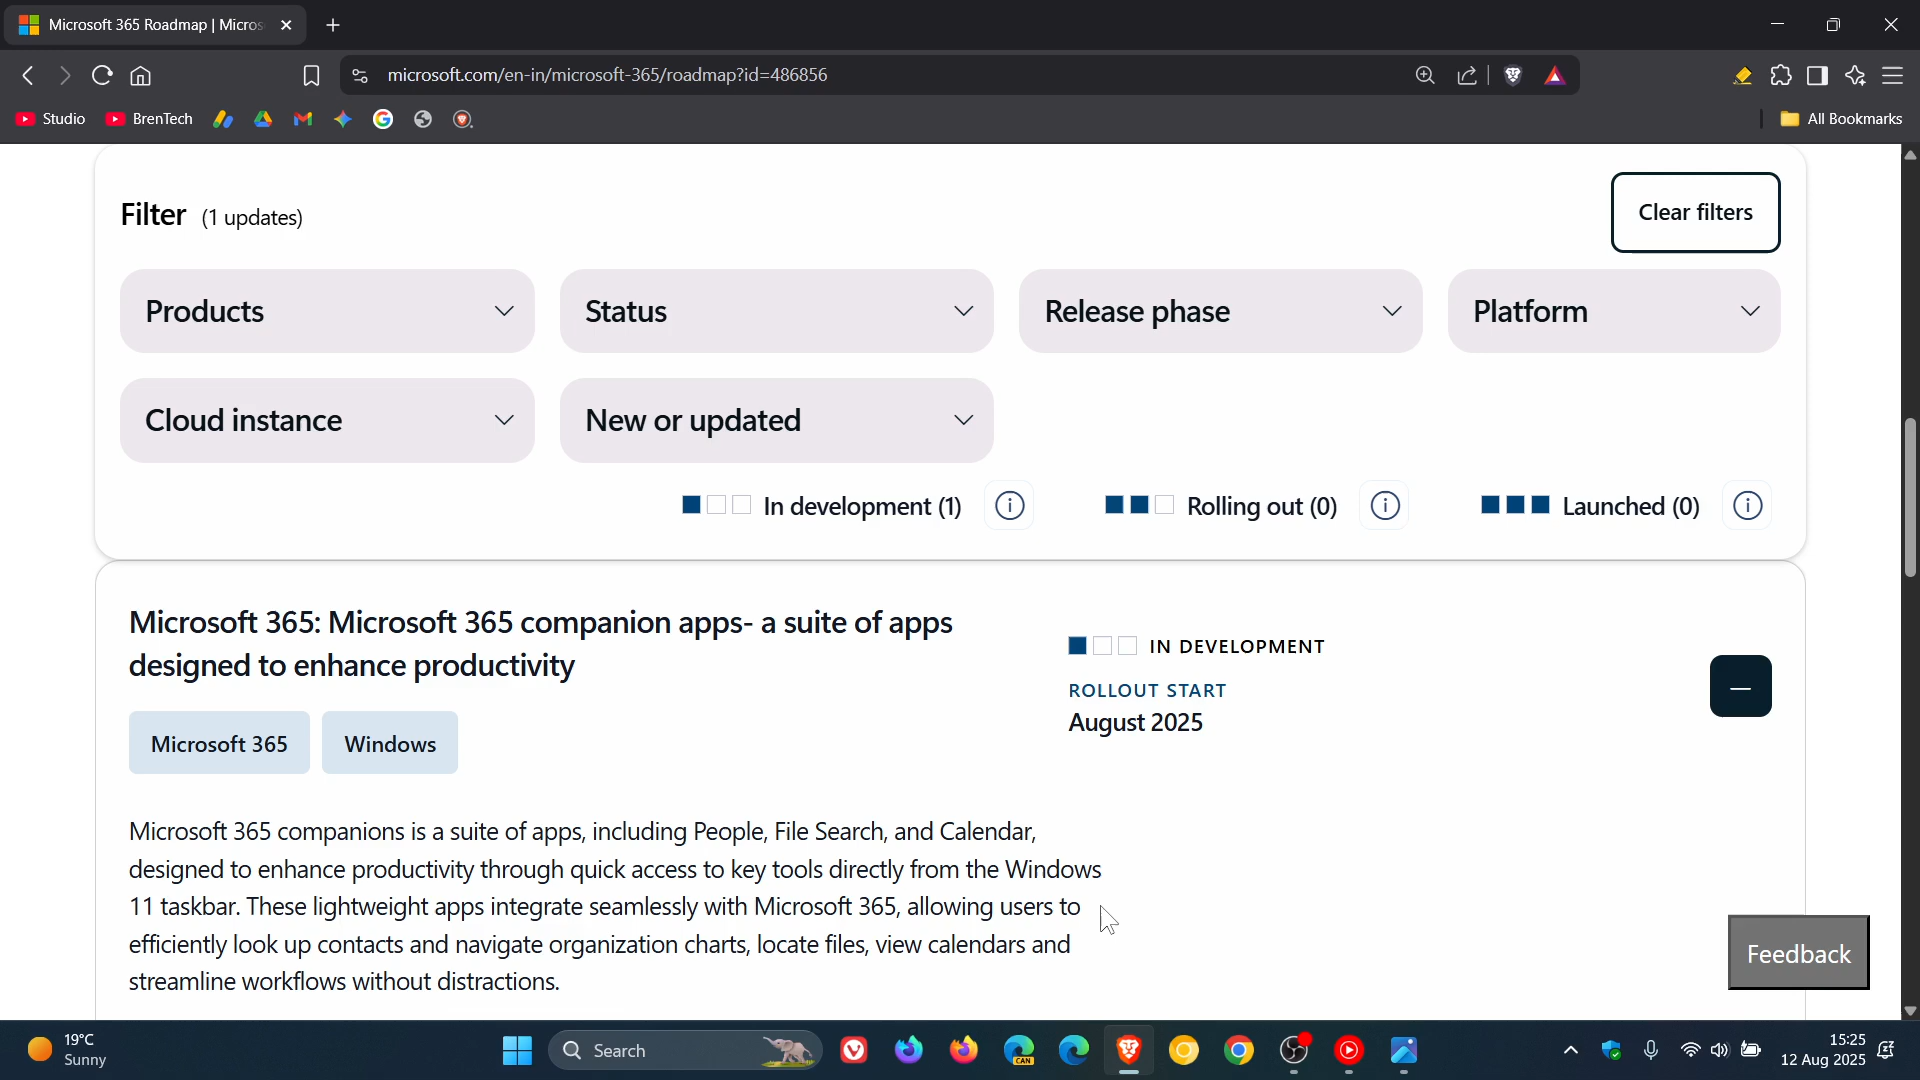 Microsoft 365 Roadmap | Micros
microsoft.com/en-in/microsoft-365/roadmap?id=486856
Studio
BrenTech
All Bookmarks
Filter (1 updates)
Clear filters
Products
Status
Release phase
Platform
Cloud instance
New or updated
In development (1)
Rolling out (0)
Launched (0)
Microsoft 365: Microsoft 365 companion apps- a suite of apps
designed to enhance productivity
IN DEVELOPMENT
ROLLOUT START
August 2025
Microsoft 365
Windows
Microsoft 365 companions is a suite of apps, including People, File Search, and Calendar,
designed to enhance productivity through quick access to key tools directly from the Windows
11 taskbar. These lightweight apps integrate seamlessly with Microsoft 365, allowing users to
efficiently look up contacts and navigate organization charts, locate files, view calendars and
streamline workflows without distractions.
Feedback
19°C
Sunny
Search
CAN
15:25
12 Aug 2025